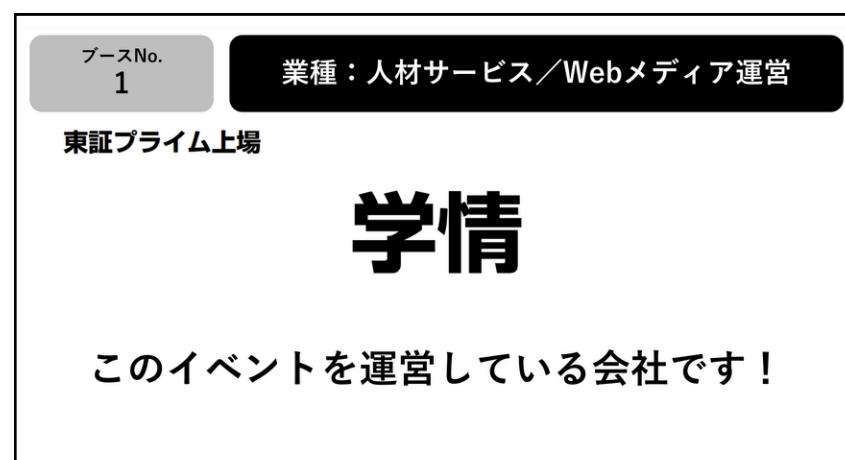 ブースNo.
1
業種：人材サービス／Webメディア運営
東証プライム上場
学情
このイベントを運営している会社です！